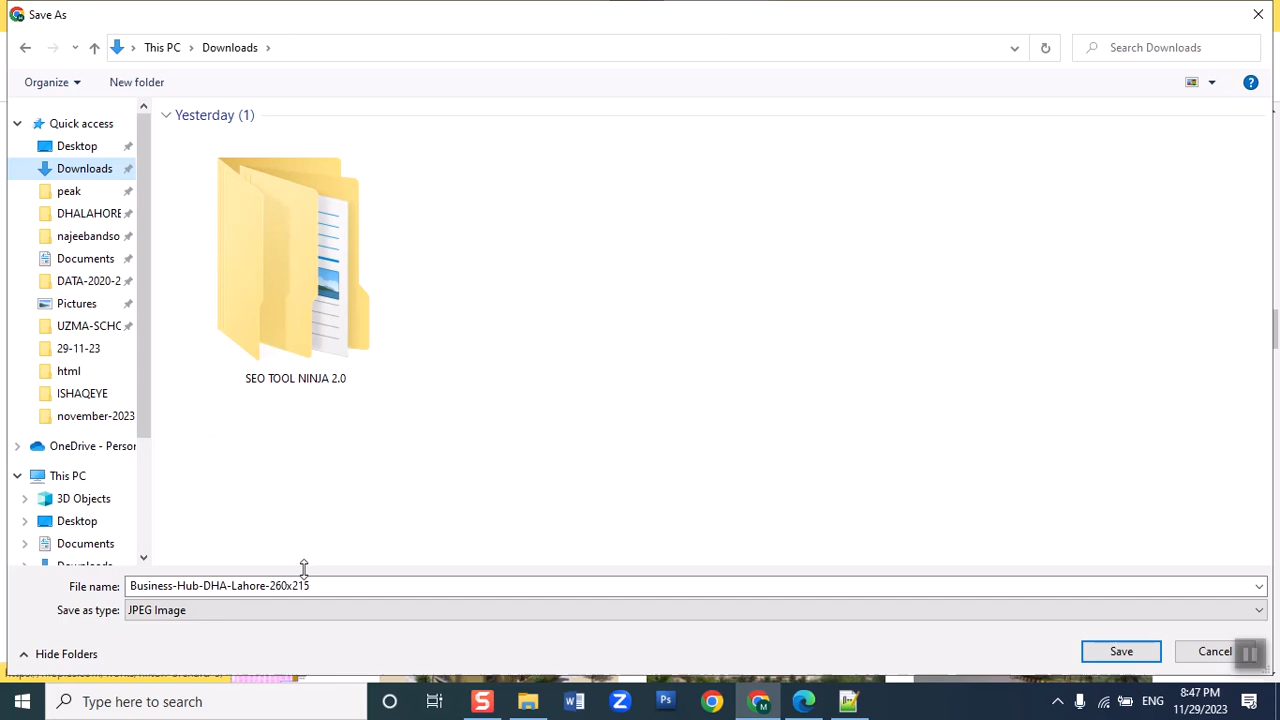 Save As
This PC
Downloads
Search Downloads
Organize
New folder
Quick access
Desktop
Downloads
peak
DHALAHORE
najeebandso
Documents
DATA-2020-2
Pictures
UZMA-SCHC
29-11-23
html
ISHAQEYE
november-2023
OneDrive - Person
This PC
3D Objects
Desktop
Documents
Yesterday (1)
SEO TOOL NINJA 2.0
File name: Business-Hub-DHA-Lahore-260x215
Save as type: JPEG Image
Hide Folders
Save
Cancel
Type here to search
S
W
Z
Ps
M
ENG
8:47 PM
11/29/2023